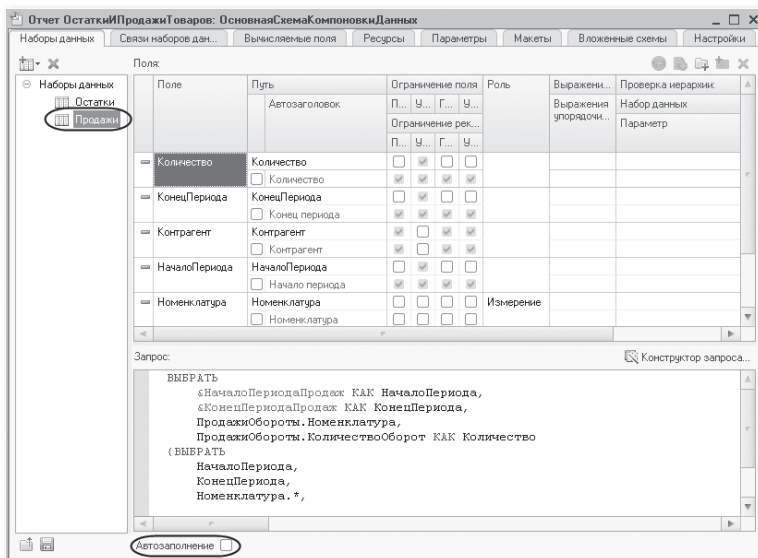 Отчет ОстаткиИПродажиТоваров: ОсновнаяСхемаКомпоновкиДанных
Наборы данных Связи наборов дан... Вычисляемые поля Ресурсы Параметры Макеты Вложенные схемы Настройки
Поля:
Наборы данных
Остатки
Продажи
Поле Путь Ограничение поля Роль Выражени... Проверка иерархии:
Автозаголовок П... У... Г... У... Выражения упорядочи... Набор данных
Ограничение рек... Параметр
П... У... Г... У...
Количество Количество
Количество
КонецПериода КонецПериода
Конец периода
Контрагент Контрагент
Контрагент
НачалоПериода НачалоПериода
Начало периода
Номенклатура Номенклатура Измерение
Номенклатура
Запрос: Конструктор запроса...
ВЫБРАТЬ
&НачалоПериодаПродаж КАК НачалоПериода,
&КонецПериодаПродаж КАК КонецПериода,
ПродажиОбороты.Номенклатура,
ПродажиОбороты.КоличествоОборот КАК Количество
{ВЫБРАТЬ
НачалоПериода,
КонецПериода,
Номенклатура.*,
Автозаполнение